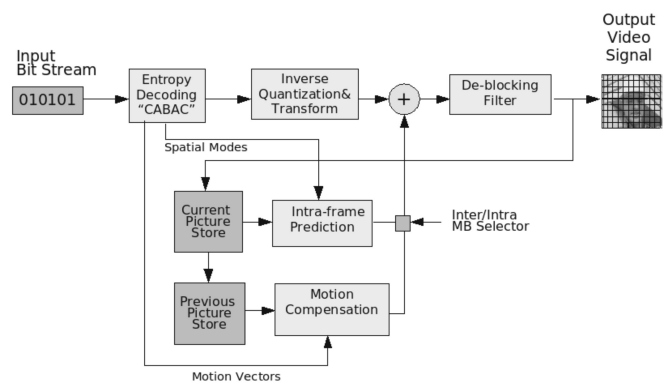 Output
Video
Signal
Input
Bit Stream
010101
Entropy
Decoding
“CABAC”
Inverse
Quantization&
Transform
+
De-blocking
Filter
Spatial Modes
Current
Picture
Store
Intra-frame
Prediction
Inter/Intra
MB Selector
Previous
Picture
Store
Motion
Compensation
Motion Vectors